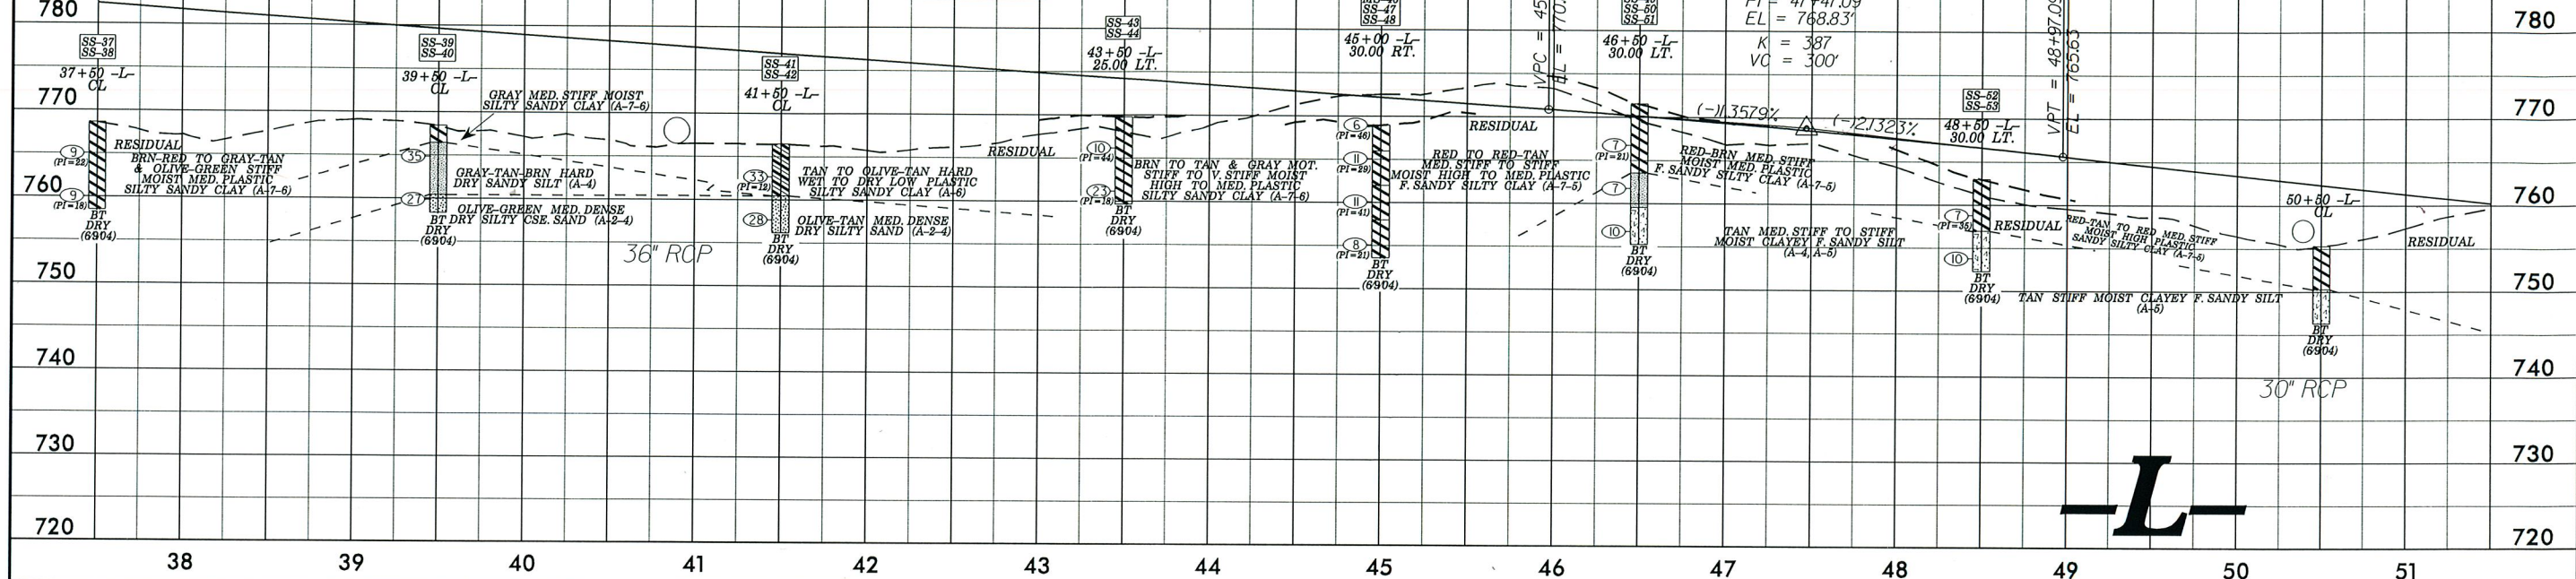 780
SS-37
SS-38
37+50 -L-
CL
SS-39
SS-40
39+50 -L-
CL
SS-41
SS-42
41+50 -L-
CL
SS-43
SS-44
43+50 -L-
25.00 LT.
SS-47
SS-48
45+00 -L-
30.00 RT.
SS-50
SS-51
46+50 -L-
30.00 LT.
EL = 768.83'
K = 387
VC = 300'
VPT = 48+97.09
EL = 765.63
SS-52
SS-53
48+50 -L-
30.00 LT.
50+50 -L-
CL
780
770
770
(-)1.3579%
(-)2.1323%
GRAY MED. STIFF MOIST
SILTY SANDY CLAY (A-7-6)
RESIDUAL
BRN-RED TO GRAY-TAN
& OLIVE-GREEN STIFF
MOIST MED. PLASTIC
SILTY SANDY CLAY (A-7-6)
9
(PI=22)
9
(PI=18)
BT
DRY
(6904)
35
27
GRAY-TAN-BRN HARD
DRY SANDY SILT (A-4)
OLIVE-GREEN MED. DENSE
DRY SILTY CSE. SAND (A-2-4)
BT
DRY
(6904)
36" RCP
33
(PI=12)
28
TAN TO OLIVE-TAN HARD
WET TO DRY LOW PLASTIC
SILTY SANDY CLAY (A-6)
OLIVE-TAN MED. DENSE
DRY SILTY SAND (A-2-4)
BT
DRY
(6904)
RESIDUAL
10
(PI=44)
23
(PI=18)
BRN TO TAN & GRAY MOT.
STIFF TO V. STIFF MOIST
HIGH TO MED. PLASTIC
SILTY SANDY CLAY (A-7-6)
BT
DRY
(6904)
6
(PI=46)
11
(PI=29)
11
(PI=41)
8
(PI=21)
RESIDUAL
RED TO RED-TAN
MED. STIFF TO STIFF
MOIST HIGH TO MED. PLASTIC
F. SANDY SILTY CLAY (A-7-5)
BT
DRY
(6904)
7
(PI=21)
7
10
RED-BRN MED. STIFF
MOIST MED. PLASTIC
F. SANDY SILTY CLAY (A-7-5)
TAN MED. STIFF TO STIFF
MOIST CLAYEY F. SANDY SILT
(A-4, A-5)
BT
DRY
(6904)
7
(PI=35)
10
RESIDUAL
RED-TAN TO RED MED. STIFF
MOIST HIGH PLASTIC
SANDY SILTY CLAY (A-7-5)
BT
DRY
(6904)
TAN STIFF MOIST CLAYEY F. SANDY SILT
(A-5)
RESIDUAL
BT
DRY
(6904)
30" RCP
760
760
750
750
740
740
730
730
720
720
-L-
38 39 40 41 42 43 44 45 46 47 48 49 50 51